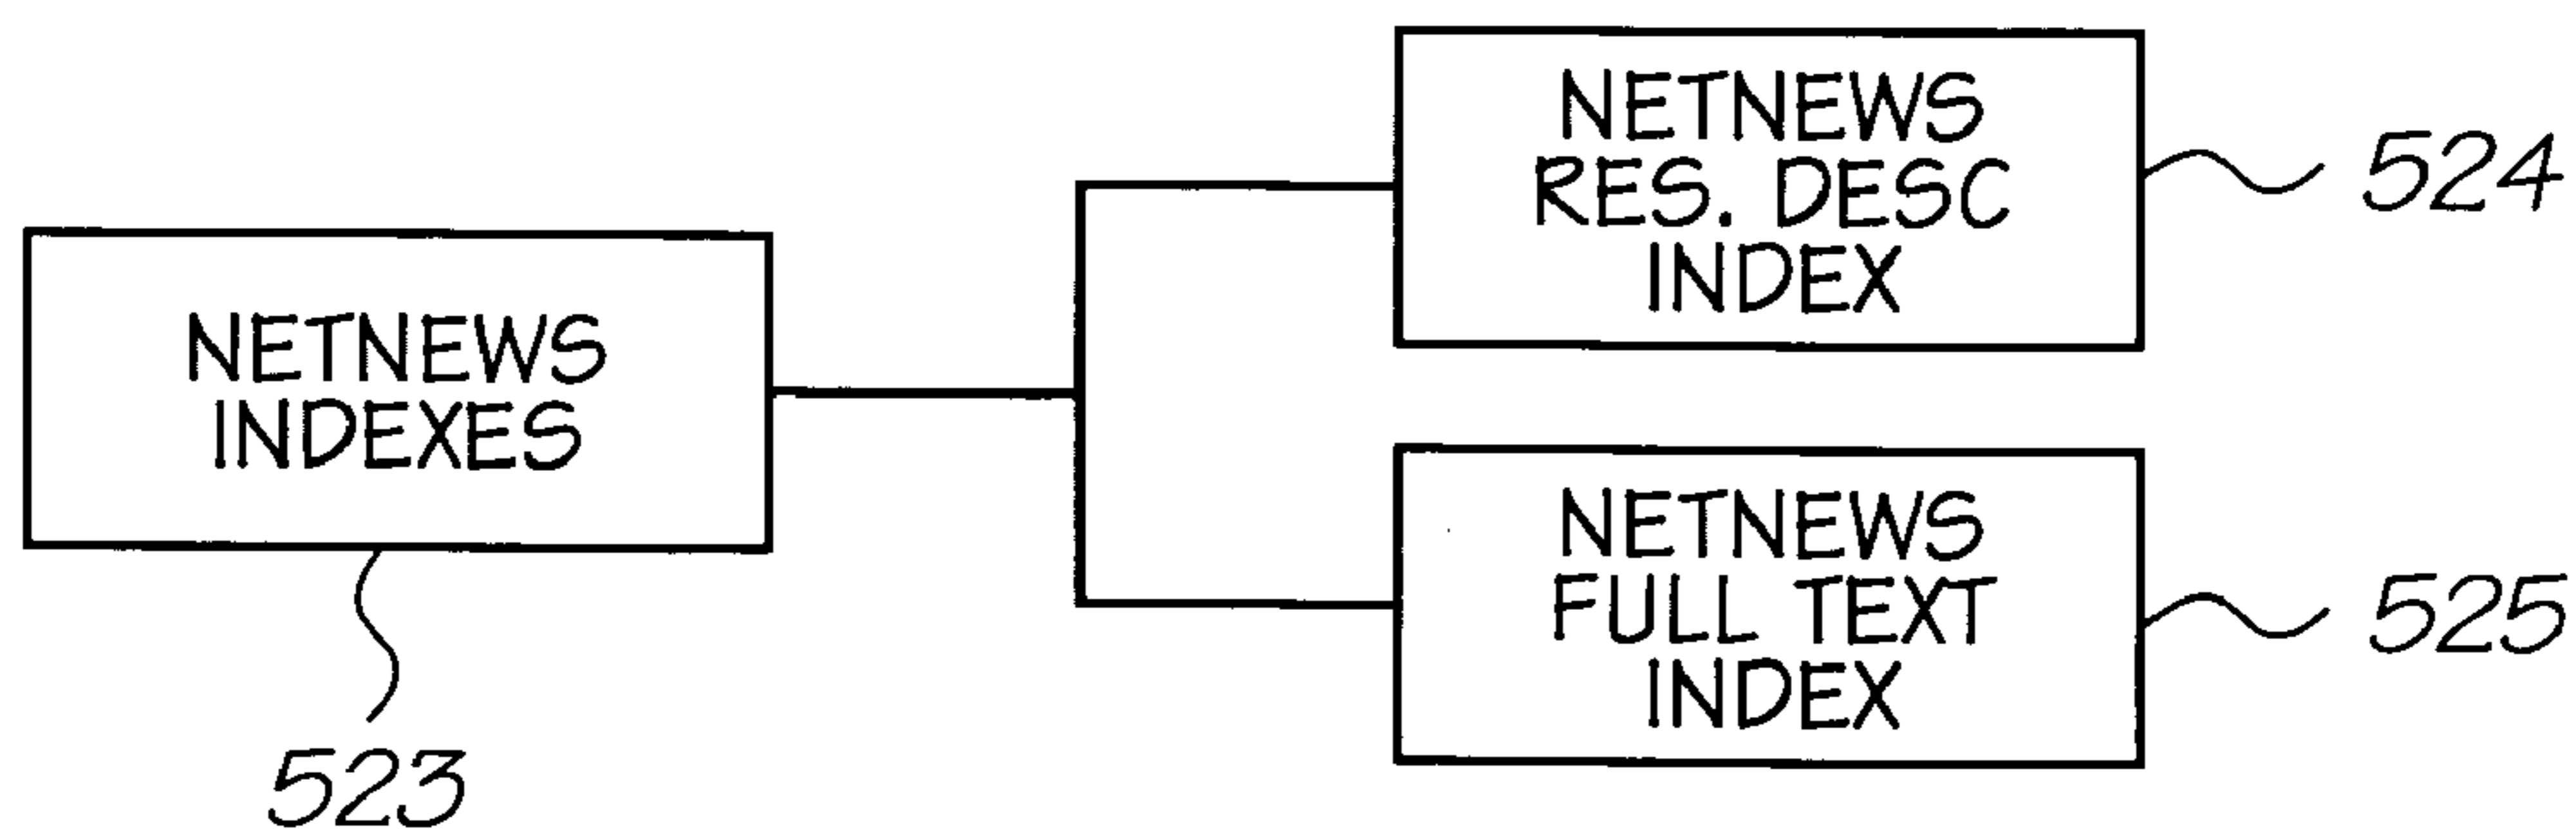 NETNEWS
INDEXES
523
NETNEWS
RES. DESC
INDEX
524
NETNEWS
FULL TEXT
INDEX
525